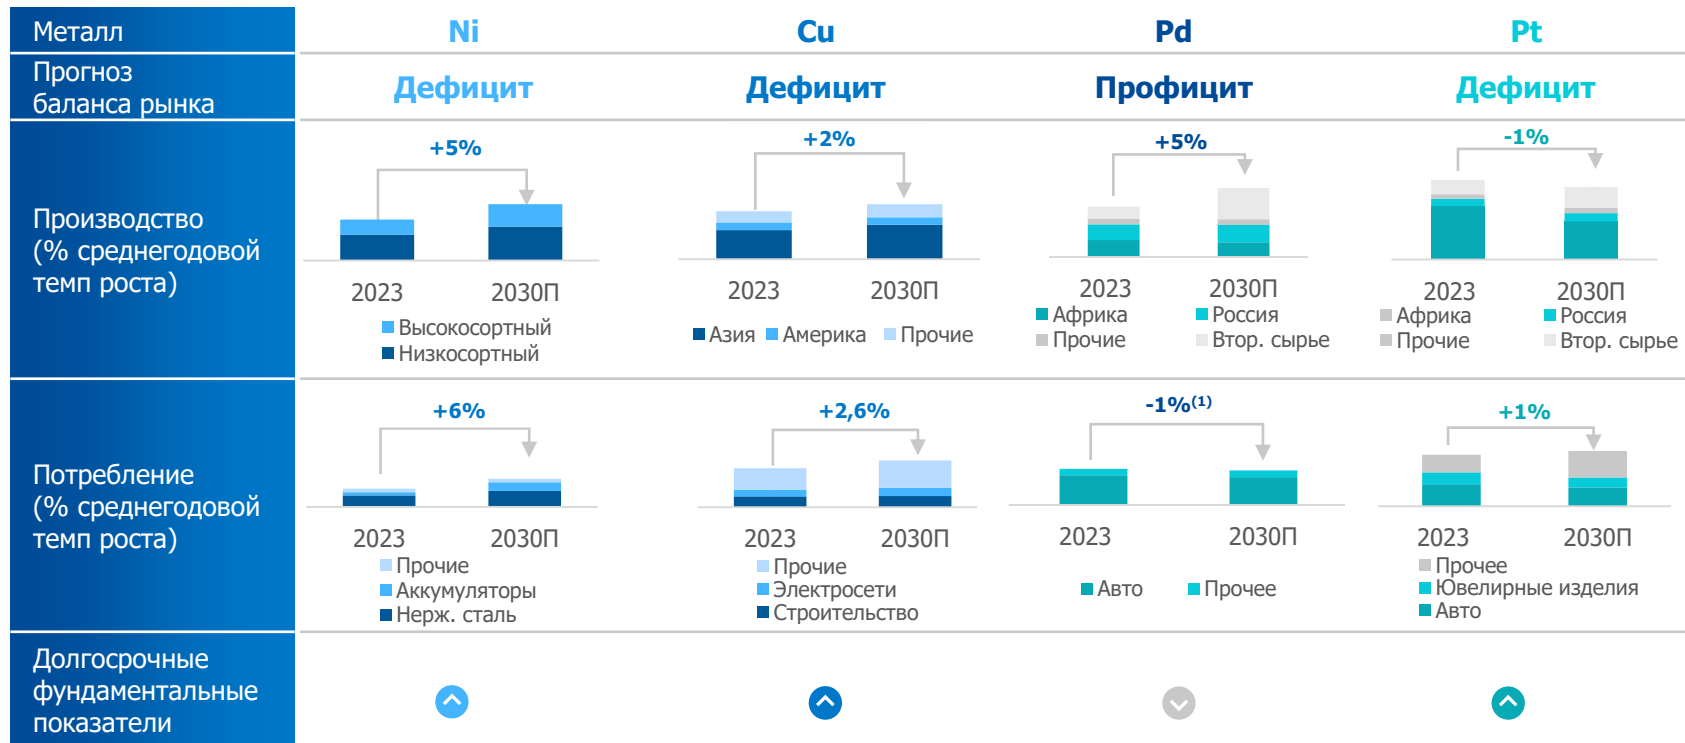 Металл
Ni
Cu
Pd
Pt
Прогноз
баланса рынка
Дефицит
Дефицит
Профицит
Дефицит
Производство
(% среднегодовой
темп роста)
+5%
2023
2030П
Высокосортный
Низкосортный
+2%
2023
2030П
Азия
Америка
Прочие
+5%
2023
2030П
Африка
Россия
Прочие
Втор. сырье
-1%
2023
2030П
Африка
Россия
Прочие
Втор. сырье
Потребление
(% среднегодовой
темп роста)
+6%
2023
2030П
Прочие
Аккумуляторы
Нерж. сталь
+2,6%
2023
2030П
Прочие
Электросети
Строительство
-1%(1)
2023
2030П
Авто
Прочее
+1%
2023
2030П
Прочее
Ювелирные изделия
Авто
Долгосрочные
фундаментальные
показатели